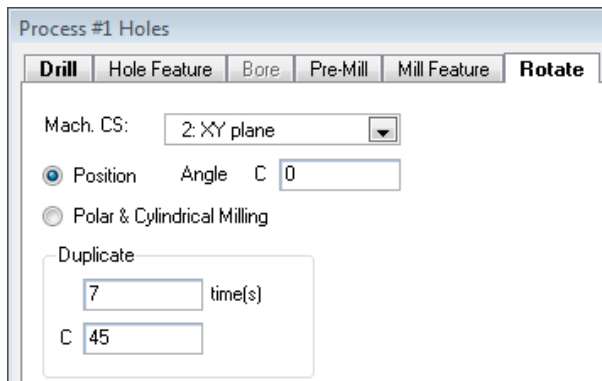 Process #1 Holes
Drill Hole Feature Bore Pre-Mill Mill Feature Rotate
Mach. CS: 2: XY plane
Position Angle C 0
Polar & Cylindrical Milling
Duplicate
7 time(s)
C 45